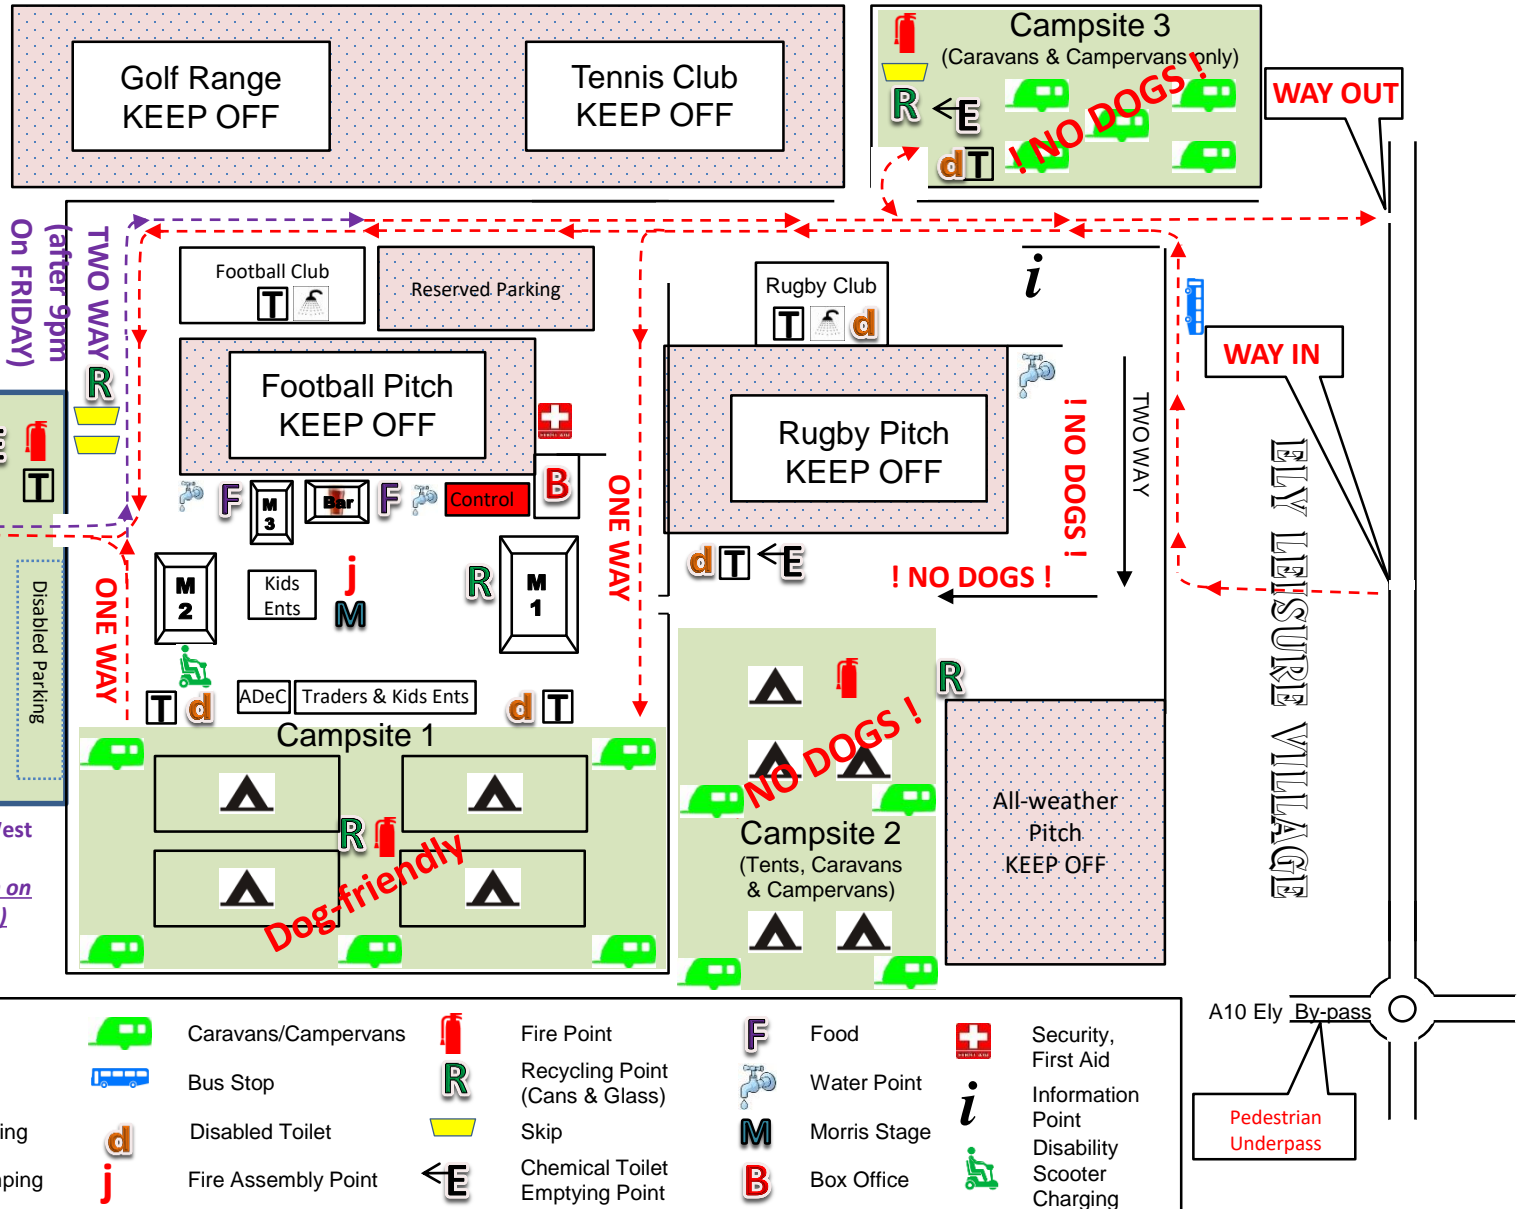 Golf Range
KEEP OFF
Tennis Club
KEEP OFF
Campsite 3
(Caravans & Campervans only)
! NO DOGS !
R
E
d T
WAY OUT
TWO WAY
(after 9pm
On FRIDAY)
Football Club
T
Reserved Parking
Rugby Club
T d
i
WAY IN
R
Football Pitch
KEEP OFF
Rugby Pitch
KEEP OFF
! NO DOGS !
TWO WAY
ELY LEISURE VILLAGE
T
F
M
3
Bar
F
Control
B
ONE WAY
d T E
! NO DOGS !
M
2
Kids
Ents
j
M
R
M
1
ONE WAY
Disabled Parking
T d
ADeC
Traders & Kids Ents
d T
Campsite 1
R
Dog-friendly
R
NO DOGS !
Campsite 2
(Tents, Caravans
& Campervans)
All-weather
Pitch
KEEP OFF
on
)
A10 Ely By-pass
Pedestrian
Underpass
Caravans/Campervans
Bus Stop
d Disabled Toilet
j Fire Assembly Point
Fire Point
R Recycling Point
(Cans & Glass)
Skip
E Chemical Toilet
Emptying Point
F Food
Water Point
M Morris Stage
B Box Office
Security,
First Aid
i Information
Point
Disability
Scooter
Charging